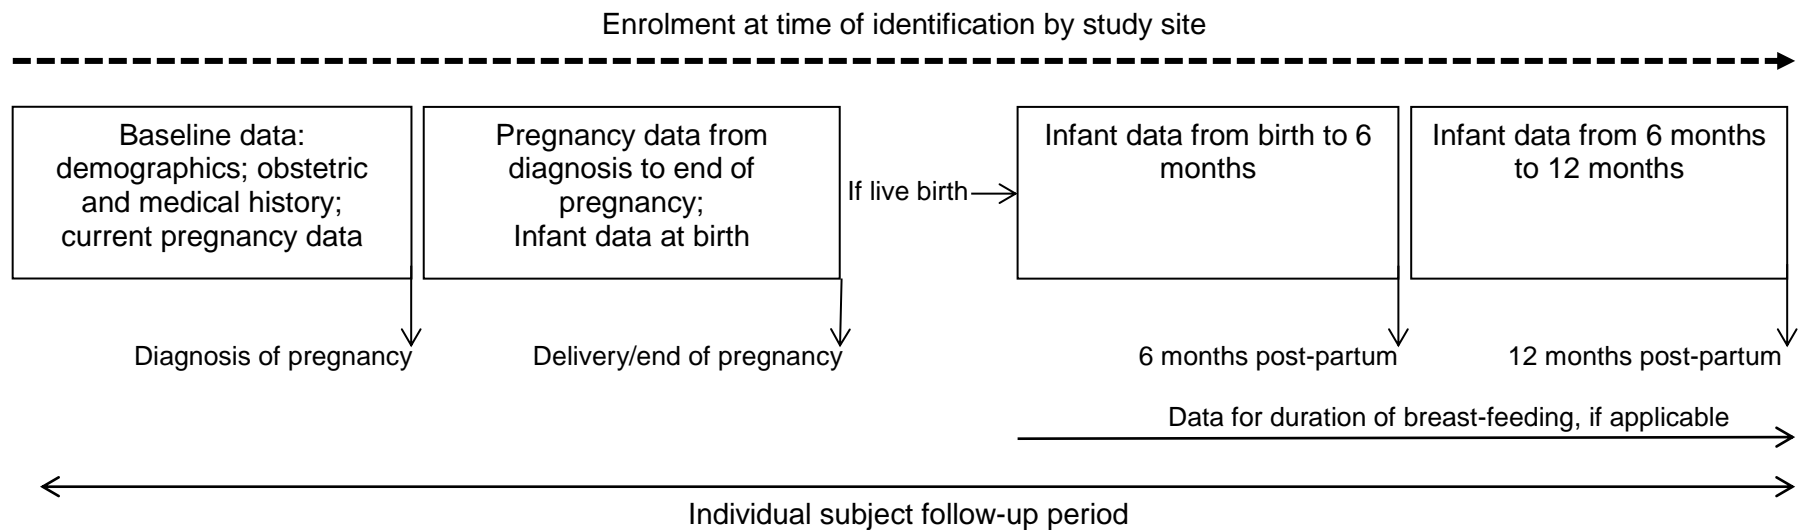 Enrolment at time of identification by study site
Baseline data:
demographics; obstetric
and medical history;
current pregnancy data
Pregnancy data from
diagnosis to end of
pregnancy;
Infant data at birth
If live birth
Infant data from birth to 6
months
Infant data from 6 months
to 12 months
Diagnosis of pregnancy
Delivery/end of pregnancy
6 months post-partum
12 months post-partum
Data for duration of breast-feeding, if applicable
Individual subject follow-up period